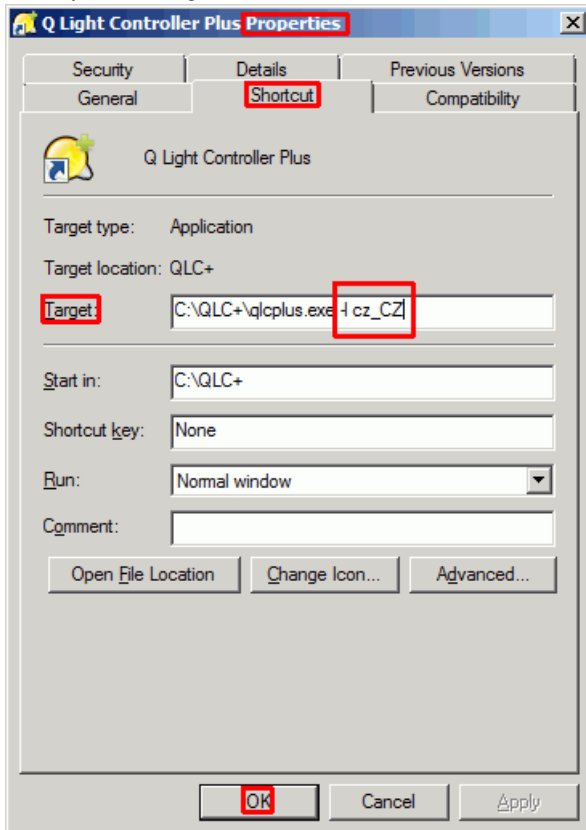 Q Light Controller Plus Properties
Security Details Previous Versions
General Shortcut Compatibility
Q Light Controller Plus
Target type: Application
Target location: QLC+
Target: C:\QLC+\qlcplus.exe -l cz_CZ
Start in: C:\QLC+
Shortcut key: None
Run: Normal window
Comment:
Open File Location Change Icon... Advanced...
OK Cancel Apply